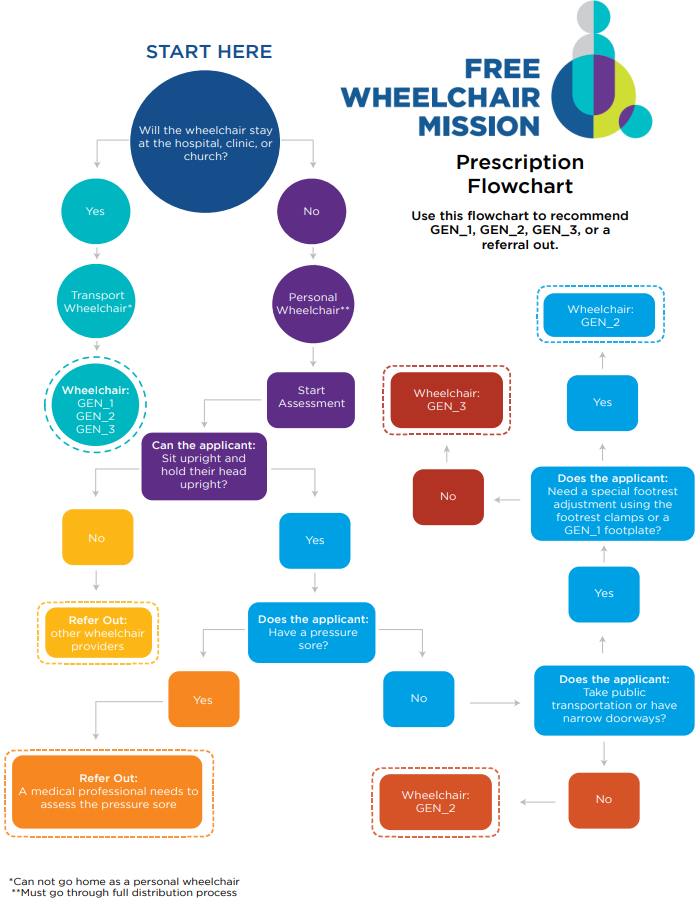 START HERE
FREE
WHEELCHAIR
MISSION
Prescription
Flowchart
Use this flowchart to recommend
GEN_1, GEN_2, GEN_3, or a
referral out.
Will the wheelchair stay
at the hospital, clinic, or
church?
Yes
No
Transport
Wheelchair*
Personal
Wheelchair**
Wheelchair:
GEN_1
GEN_2
GEN_3
Start
Assessment
Can the applicant:
Sit upright and
hold their head
upright?
No
Yes
Refer Out:
other wheelchair
providers
Does the applicant:
Have a pressure
sore?
Yes
No
Refer Out:
A medical professional needs to
assess the pressure sore
Does the applicant:
Take public
transportation or have
narrow doorways?
No
Wheelchair:
GEN_2
Yes
Does the applicant:
Need a special footrest
adjustment using the
footrest clamps or a
GEN_1 footplate?
No
Wheelchair:
GEN_3
Yes
Wheelchair:
GEN_2
*Can not go home as a personal wheelchair
**Must go through full distribution process